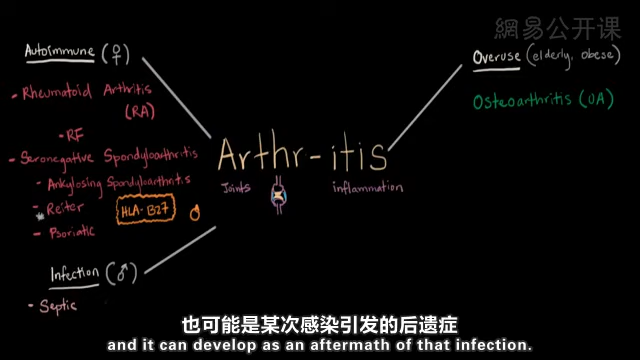 網易公开课
Autoimmune (♀)
- Rheumatoid Arthritis
(RA)
- RF
- Seronegative Spondyloarthritis
- Ankylosing Spondyloarthritis
- Reiter
HLA-B27 ♂
- Psoriatic
Infection (♂)
- Septic
Arthr-itis
Joints
inflammation
Overuse (elderly, obese)
Osteoarthritis (OA)
也可能是某次感染引发的后遗症
and it can develop as an aftermath of that infection.